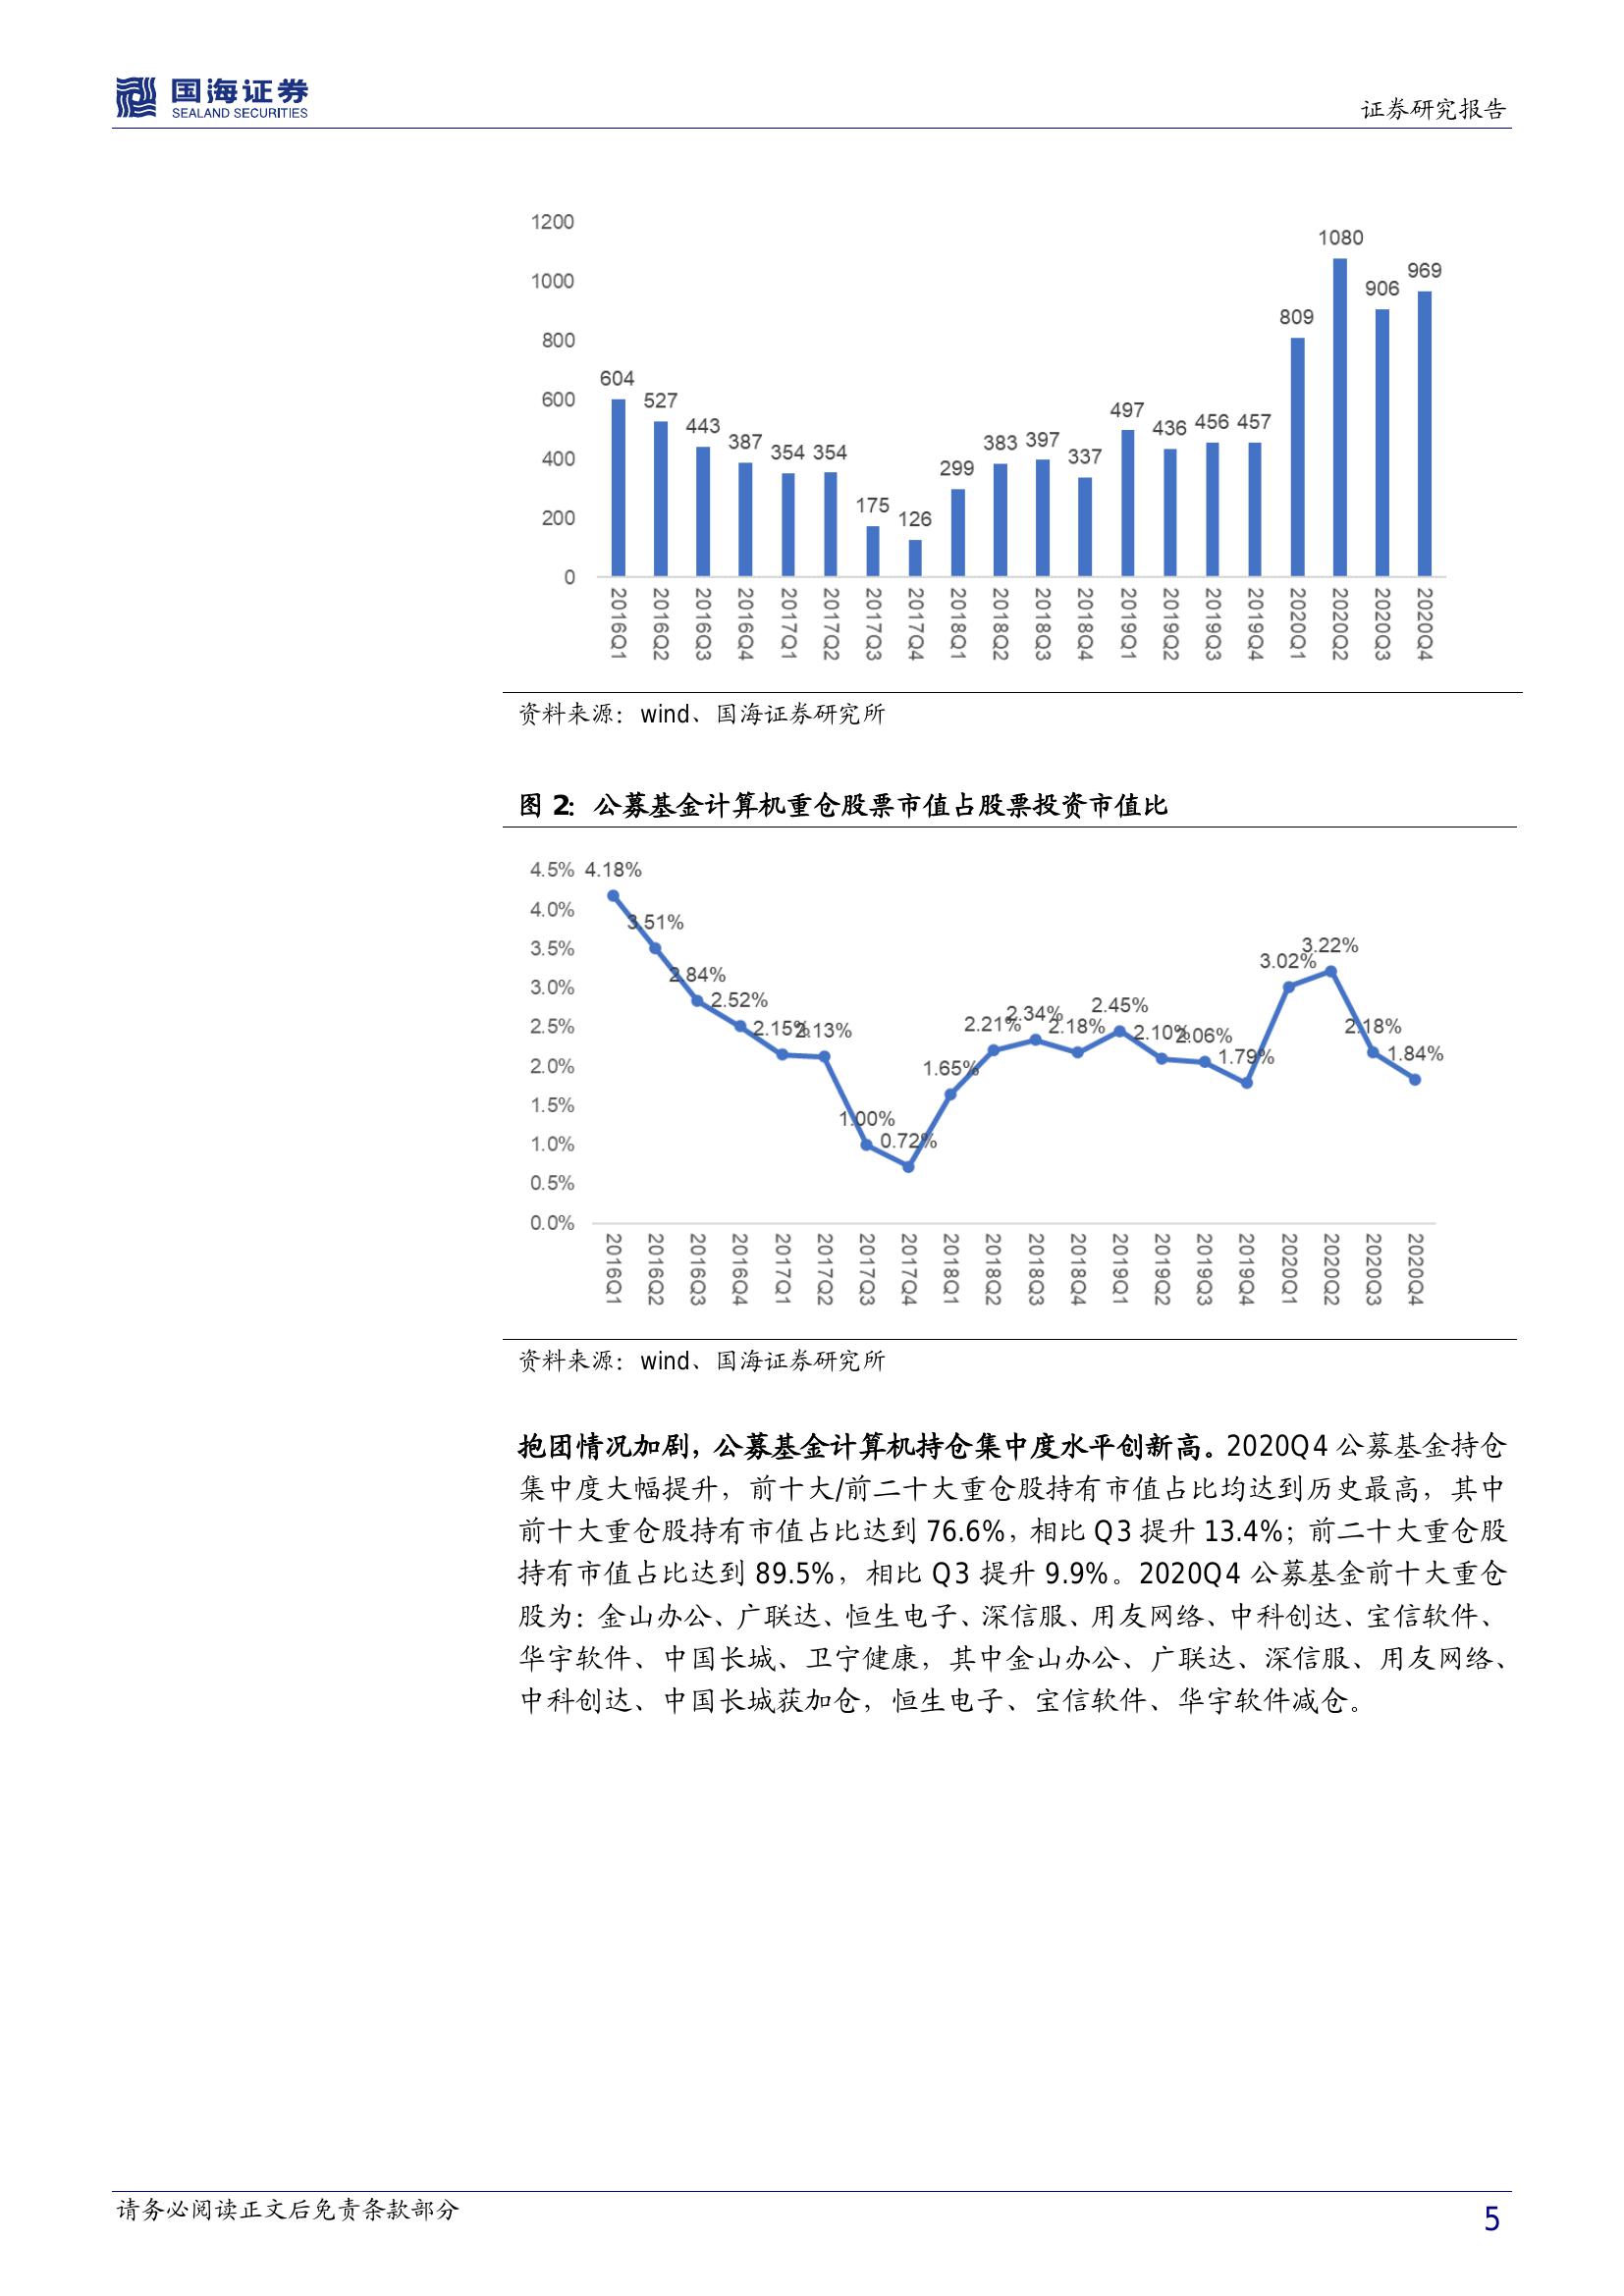 国海证券
SEALAND SECURITIES
证券研究报告
1200
1000
800
600
400
200
0
604
527
443
387
354
354
175
126
299
383
397
337
497
436
456
457
809
1080
906
969
2016Q1
2016Q2
2016Q3
2016Q4
2017Q1
2017Q2
2017Q3
2017Q4
2018Q1
2018Q2
2018Q3
2018Q4
2019Q1
2019Q2
2019Q3
2019Q4
2020Q1
2020Q2
2020Q3
2020Q4
资料来源：wind、国海证券研究所
图 2：公募基金计算机重仓股票市值占股票投资市值比
4.5%
4.0%
3.5%
3.0%
2.5%
2.0%
1.5%
1.0%
0.5%
0.0%
4.18%
3.51%
2.84%
2.52%
2.15%
2.13%
1.00%
0.72%
1.65%
2.21%
2.34%
2.18%
2.45%
2.10%
2.06%
1.79%
3.02%
3.22%
2.18%
1.84%
2016Q1
2016Q2
2016Q3
2016Q4
2017Q1
2017Q2
2017Q3
2017Q4
2018Q1
2018Q2
2018Q3
2018Q4
2019Q1
2019Q2
2019Q3
2019Q4
2020Q1
2020Q2
2020Q3
2020Q4
资料来源：wind、国海证券研究所
抱团情况加剧，公募基金计算机持仓集中度水平创新高。2020Q4 公募基金持仓
集中度大幅提升，前十大/前二十大重仓股持有市值占比均达到历史最高，其中
前十大重仓股持有市值占比达到 76.6%，相比 Q3 提升 13.4%；前二十大重仓股
持有市值占比达到 89.5%，相比 Q3 提升 9.9%。2020Q4 公募基金前十大重仓
股为：金山办公、广联达、恒生电子、深信服、用友网络、中科创达、宝信软件、
华宇软件、中国长城、卫宁健康，其中金山办公、广联达、深信服、用友网络、
中科创达、中国长城获加仓，恒生电子、宝信软件、华宇软件减仓。
请务必阅读正文后免责条款部分
5